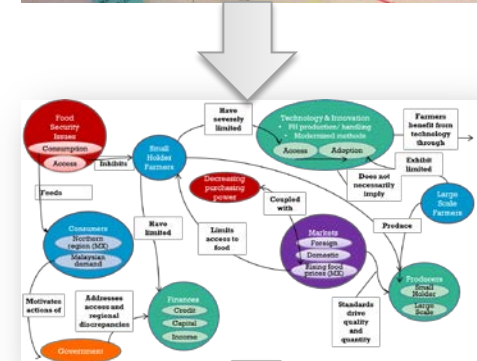 Food
Security
Issues
Consumption
Access
Inhibits
Small
Holder
Farmers
Have
severely
limited
Technology & Innovation
• PH production/ handling
• Modernized methods
Access
Adoption
Farmers
benefit from
technology
through
Does not
necessarily
imply
Exhibit
limited
Large
Scale
Farmers
Feeds
Decreasing
purchasing
power
Coupled
with
Produce
Consumers
Northern
region (MX)
Malaysian
demand
Have
limited
Limits
access to
food
Markets
Foreign
Domestic
Rising food
prices (MX)
Producers
Small
Holder
Large
Scale
Motivates
actions of
Addresses
access and
regional
discrepancies
Finances
Credit
Capital
Income
Standards
drive
quality
and
quantity
Government